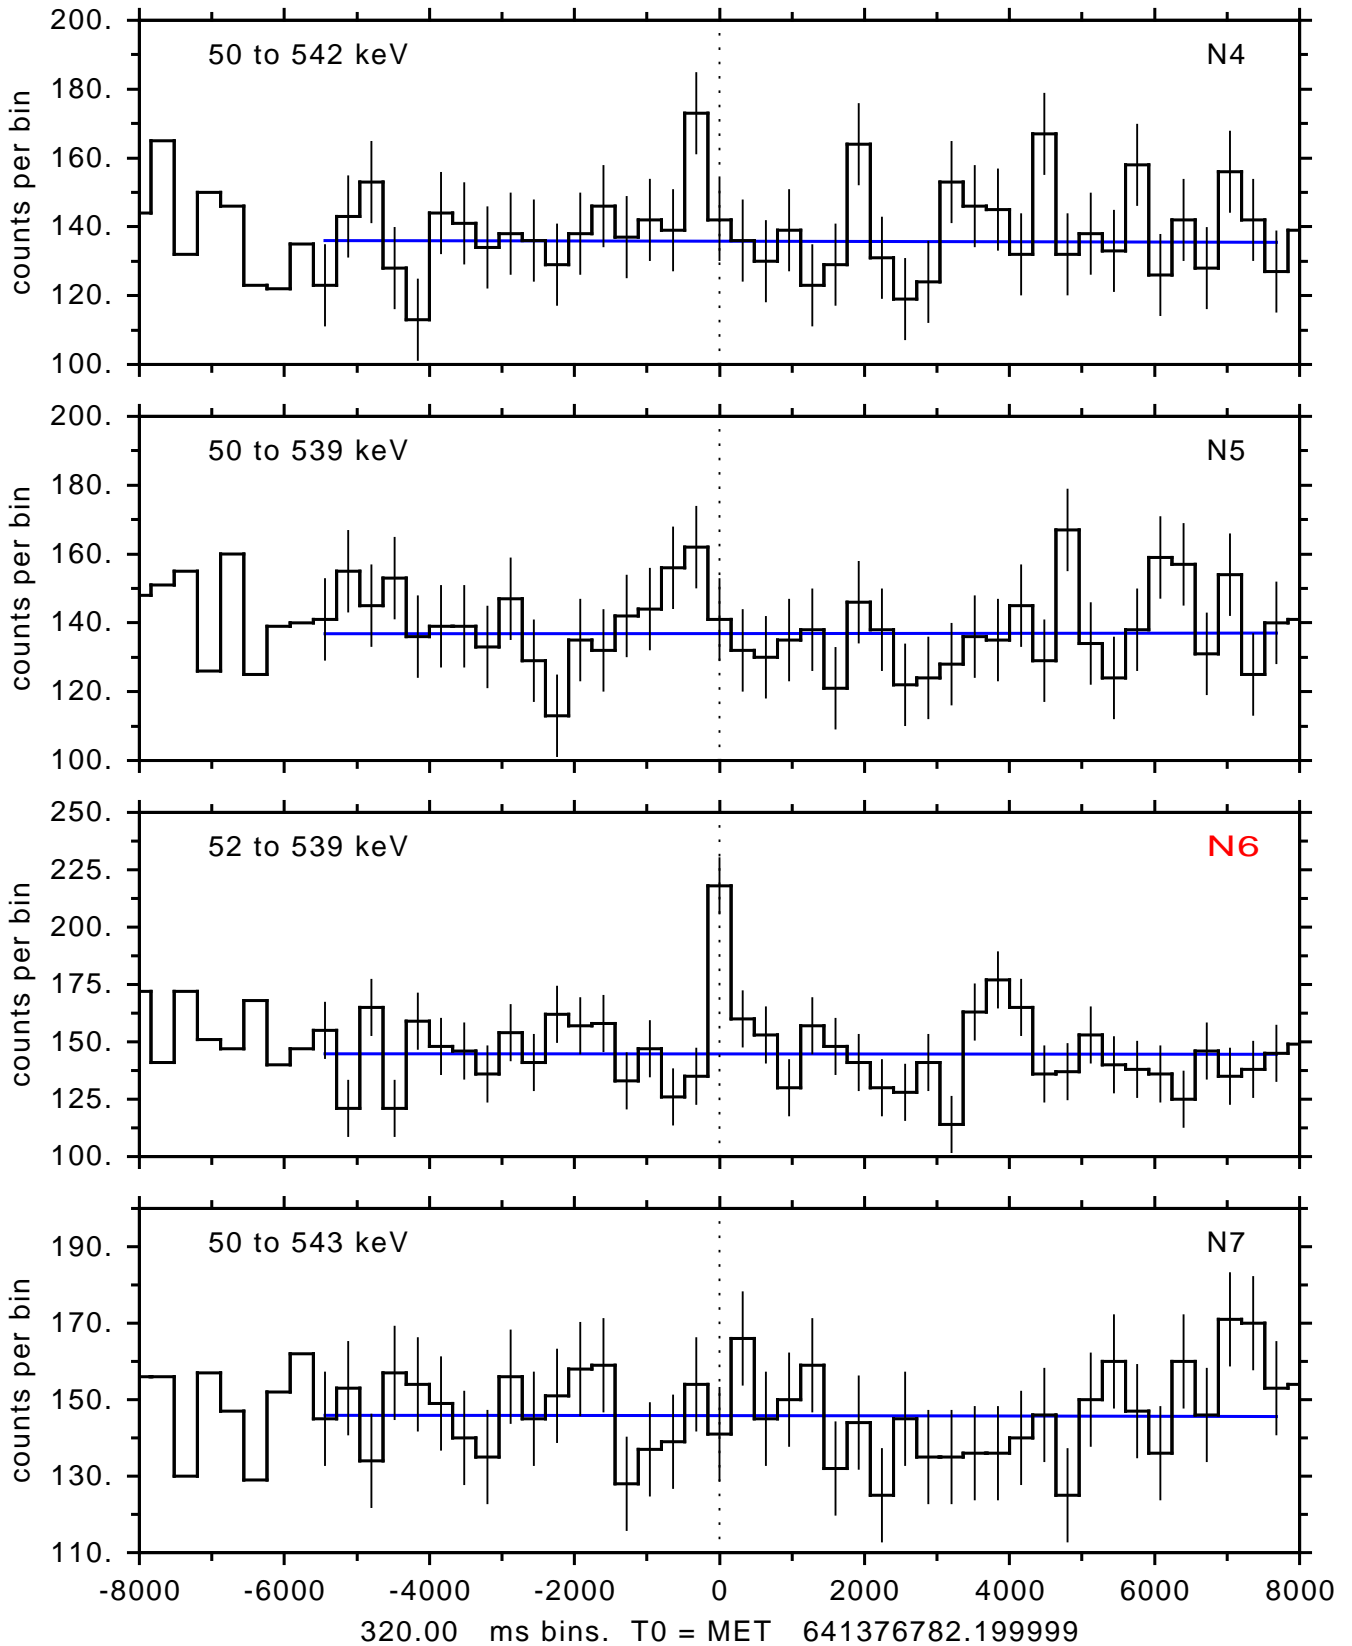 200.
50 to 542 keV N4
180.
160.
140.
120.
100.
counts per bin
200.
50 to 539 keV N5
180.
160.
140.
120.
100.
counts per bin
250.
52 to 539 keV N6
225.
200.
175.
150.
125.
100.
counts per bin
50 to 543 keV N7
190.
170.
150.
130.
110.
counts per bin
-8000 -6000 -4000 -2000 0 2000 4000 6000 8000
320.00 ms bins. T0 = MET 641376782.199999